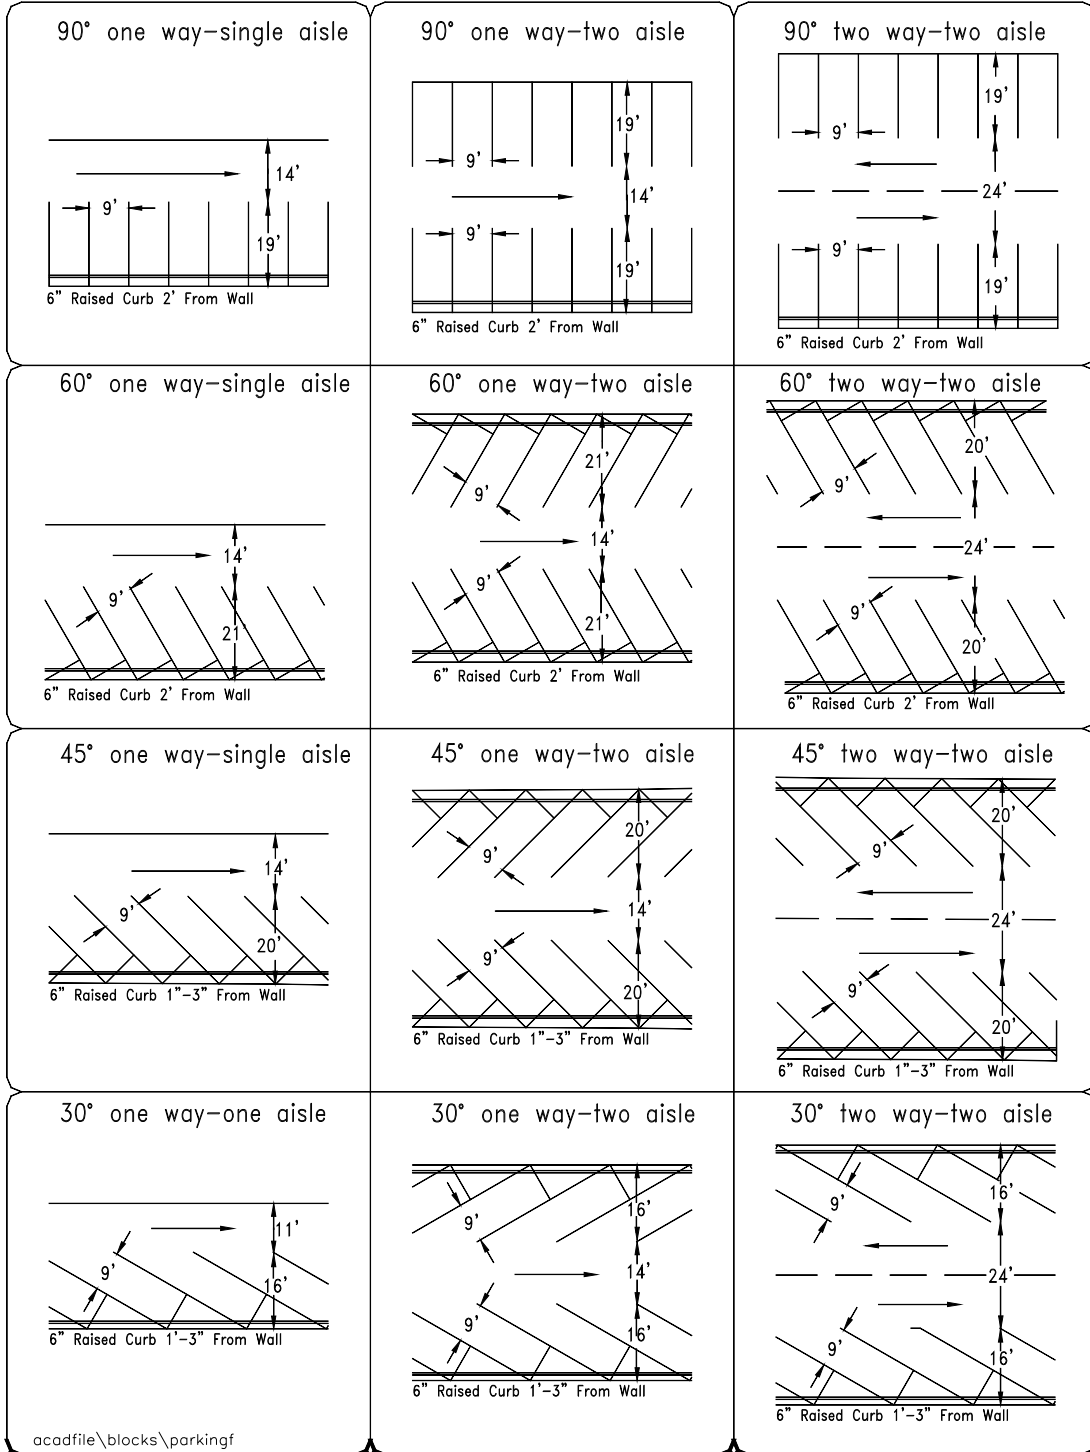 90° one way-single aisle
14'
9'
19'
6" Raised Curb 2' From Wall
90° one way-two aisle
19'
9'
14'
9'
19'
6" Raised Curb 2' From Wall
90° two way-two aisle
19'
9'
24'
9'
19'
6" Raised Curb 2' From Wall
60° one way-single aisle
14'
9'
21'
6" Raised Curb 2' From Wall
60° one way-two aisle
21'
9'
14'
9'
21'
6" Raised Curb 2' From Wall
60° two way-two aisle
20'
9'
24'
9'
20'
6" Raised Curb 2' From Wall
45° one way-single aisle
14'
9'
20'
6" Raised Curb 1"-3" From Wall
45° one way-two aisle
20'
9'
14'
9'
20'
6" Raised Curb 1"-3" From Wall
45° two way-two aisle
20'
9'
24'
9'
20'
6" Raised Curb 1"-3" From Wall
30° one way-one aisle
11'
9'
16'
6" Raised Curb 1'-3" From Wall
30° one way-two aisle
16'
9'
14'
9'
16'
6" Raised Curb 1'-3" From Wall
30° two way-two aisle
16'
9'
24'
9'
16'
6" Raised Curb 1'-3" From Wall
acadfile\blocks\parkingf